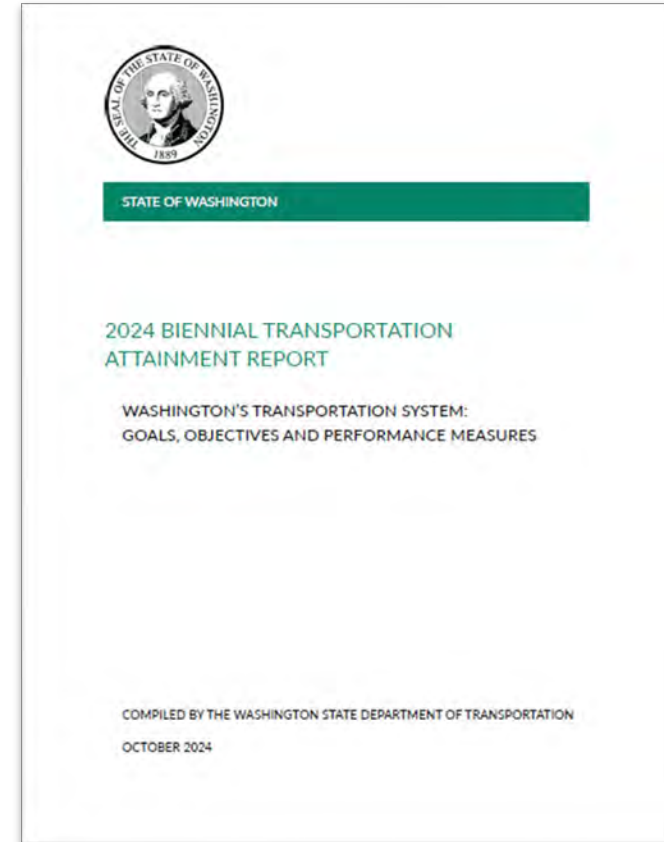 THE SEAL OF THE STATE OF WASHINGTON
1889
STATE OF WASHINGTON
2024 BIENNIAL TRANSPORTATION
ATTAINMENT REPORT
WASHINGTON'S TRANSPORTATION SYSTEM:
GOALS, OBJECTIVES AND PERFORMANCE MEASURES
COMPILED BY THE WASHINGTON STATE DEPARTMENT OF TRANSPORTATION
OCTOBER 2024